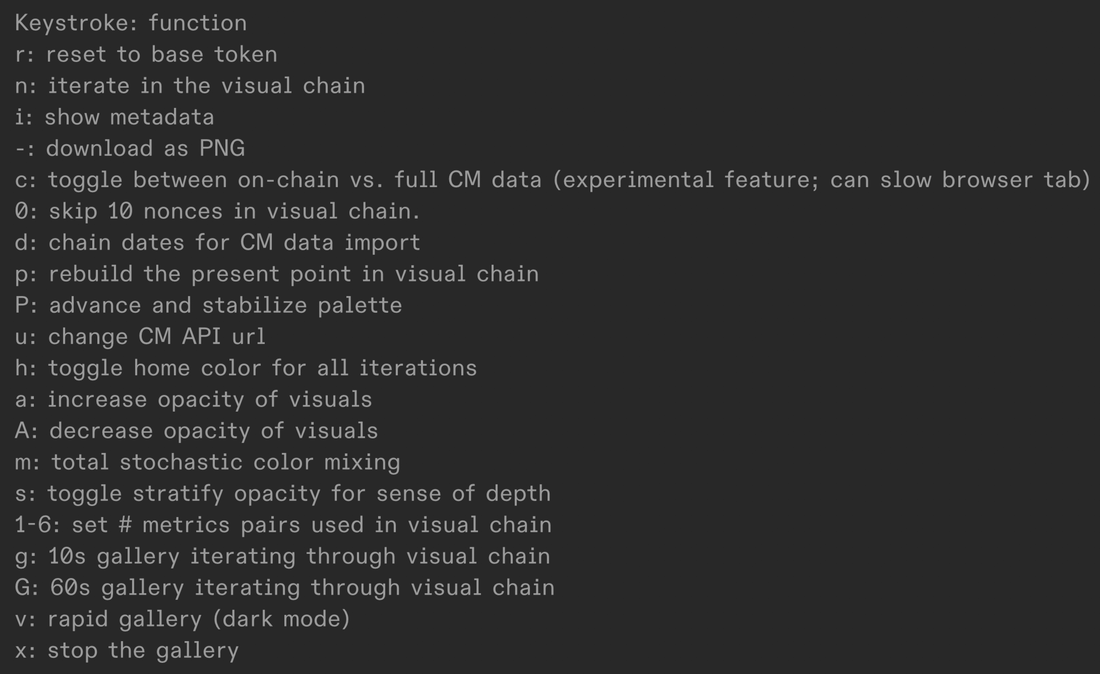 Keystroke: function
r: reset to base token
n: iterate in the visual chain
i: show metadata
-: download as PNG
c: toggle between on-chain vs. full CM data (experimental feature; can slow browser tab)
0: skip 10 nonces in visual chain.
d: chain dates for CM data import
p: rebuild the present point in visual chain
P: advance and stabilize palette
u: change CM API url
h: toggle home color for all iterations
a: increase opacity of visuals
A: decrease opacity of visuals
m: total stochastic color mixing
s: toggle stratify opacity for sense of depth
1-6: set # metrics pairs used in visual chain
g: 10s gallery iterating through visual chain
G: 60s gallery iterating through visual chain
v: rapid gallery (dark mode)
x: stop the gallery